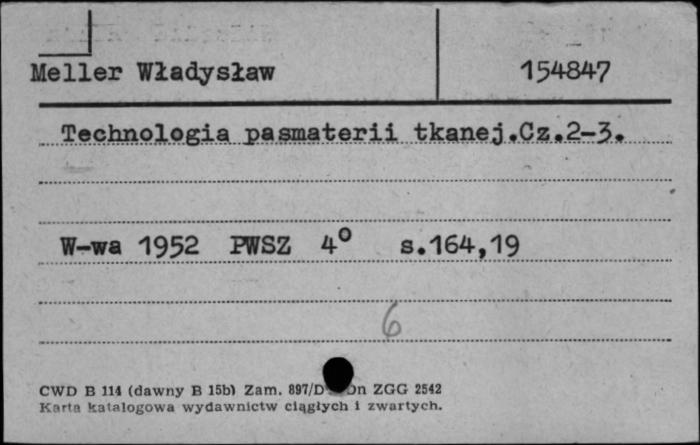 Meller Władysław 154847
Technologia pasmaterii tkanej.Cz.2-3.
W-wa 1952 PWSZ 4° s.164,19
6
CWD B 114 (dawny B 15b) Zam. 897/D ZGG 2542
Karta katalogowa wydawnictw ciągłych i zwartych.